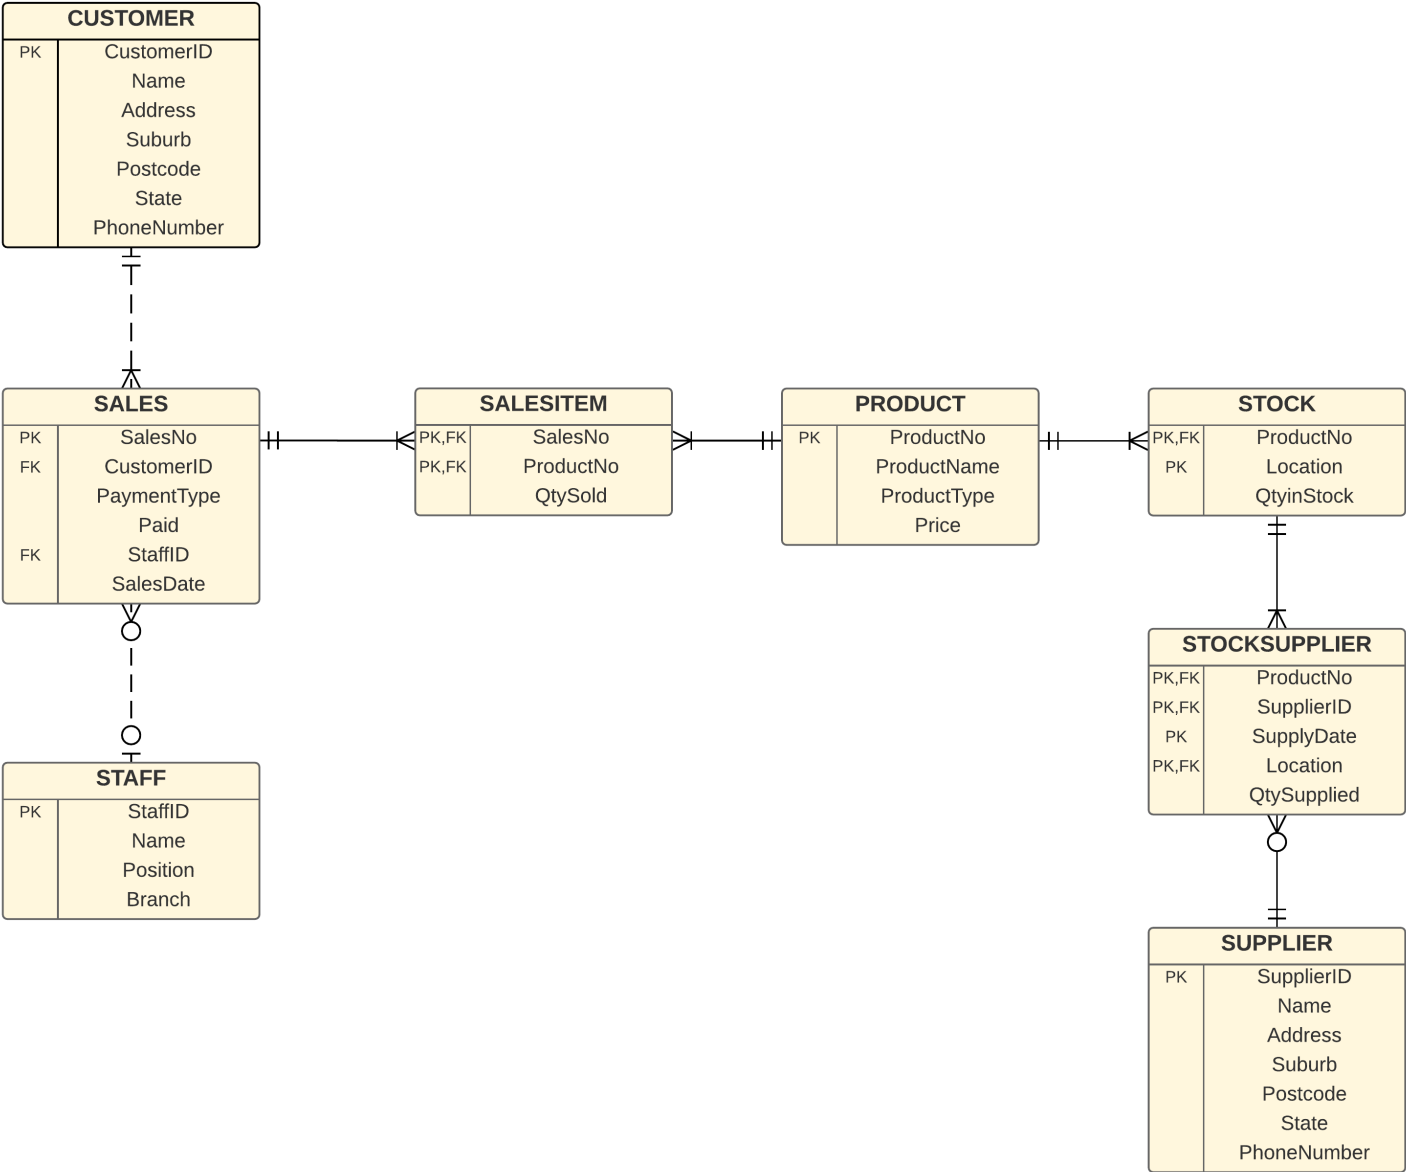 CUSTOMER
PK CustomerID
Name
Address
Suburb
Postcode
State
PhoneNumber
SALES
PK SalesNo
FK CustomerID
PaymentType
Paid
FK StaffID
SalesDate
SALESITEM
PK,FK SalesNo
PK,FK ProductNo
QtySold
PRODUCT
PK ProductNo
ProductName
ProductType
Price
STOCK
PK,FK ProductNo
PK Location
QtyinStock
STOCKSUPPLIER
PK,FK ProductNo
PK,FK SupplierID
PK SupplyDate
PK,FK Location
QtySupplied
STAFF
PK StaffID
Name
Position
Branch
SUPPLIER
PK SupplierID
Name
Address
Suburb
Postcode
State
PhoneNumber